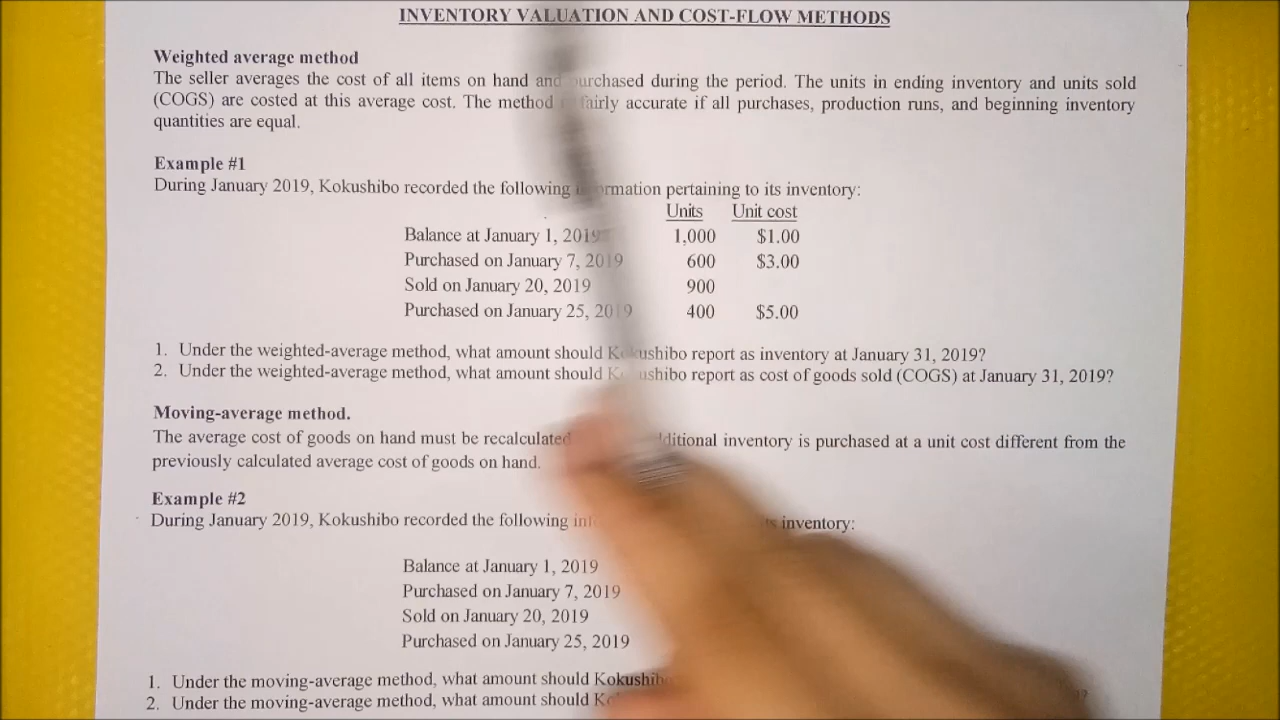 INVENTORY VALUATION AND COST-FLOW METHODS
Weighted average method
The seller averages the cost of all items on hand and purchased during the period. The units in ending inventory and units sold
(COGS) are costed at this average cost. The method fairly accurate if all purchases, production runs, and beginning inventory
quantities are equal.
Example #1
During January 2019, Kokushibo recorded the following information pertaining to its inventory:
Units Unit cost
Balance at January 1, 2019 1,000 $1.00
Purchased on January 7, 2019 600 $3.00
Sold on January 20, 2019 900
Purchased on January 25, 2019 400 $5.00
1. Under the weighted-average method, what amount should Kokushibo report as inventory at January 31, 2019?
2. Under the weighted-average method, what amount should Kokushibo report as cost of goods sold (COGS) at January 31, 2019?
Moving-average method.
The average cost of goods on hand must be recalculated additional inventory is purchased at a unit cost different from the
previously calculated average cost of goods on hand.
Example #2
During January 2019, Kokushibo recorded the following inventory:
Balance at January 1, 2019
Purchased on January 7, 2019
Sold on January 20, 2019
Purchased on January 25, 2019
1. Under the moving-average method, what amount should Kokushibo
2. Under the moving-average method, what amount should